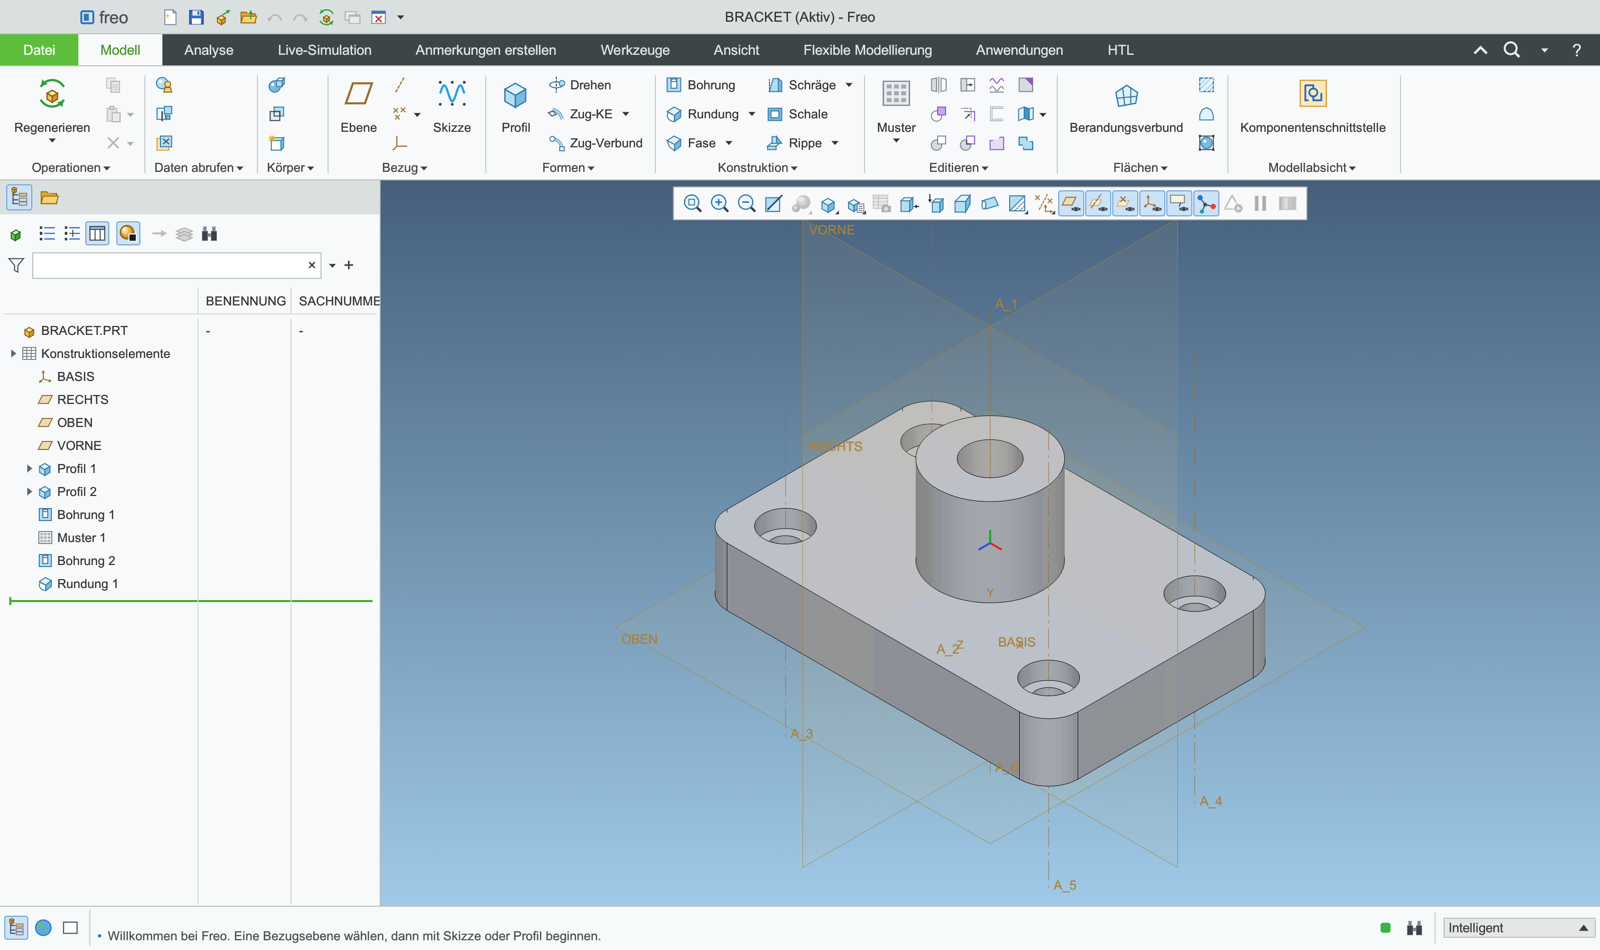 freo
BRACKET (Aktiv) - Freo
Datei Modell Analyse Live-Simulation Anmerkungen erstellen Werkzeuge Ansicht Flexible Modellierung Anwendungen HTL ?
Regenerieren
Operationen
Daten abrufen
Körper
Ebene
Skizze
Bezug
Profil
Drehen
Zug-KE
Zug-Verbund
Formen
Bohrung
Rundung
Fase
Schräge
Schale
Rippe
Konstruktion
Muster
Editieren
Berandungsverbund
Flächen
Komponentenschnittstelle
Modellabsicht
BENENNUNG SACHNUMME
BRACKET.PRT - -
Konstruktionselemente
BASIS
RECHTS
OBEN
VORNE
Profil 1
Profil 2
Bohrung 1
Muster 1
Bohrung 2
Rundung 1
VORNE
A_1
RECHTS
Y
OBEN
A_2 Z
BASIS
X
A_3
A_6
A_4
A_5
• Willkommen bei Freo. Eine Bezugsebene wählen, dann mit Skizze oder Profil beginnen.
Intelligent